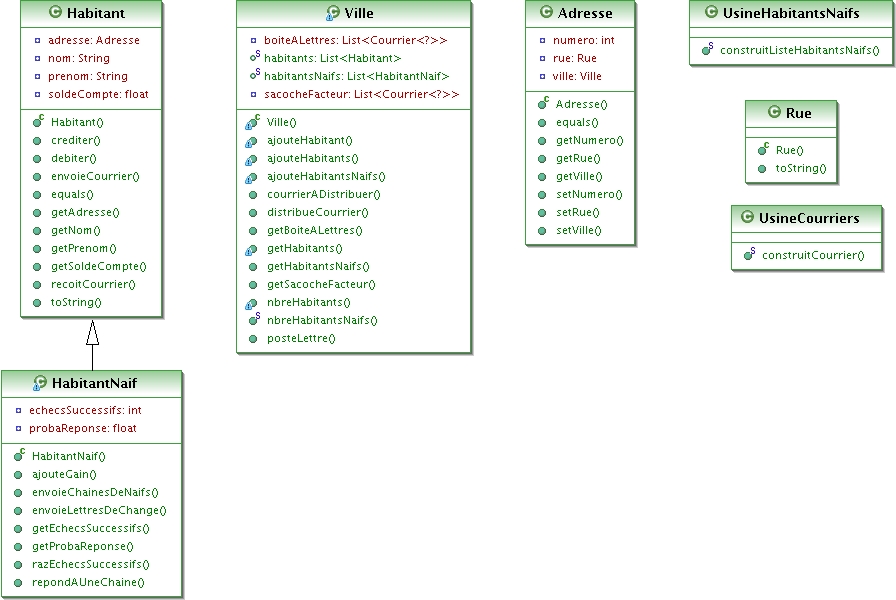 Habitant
adresse: Adresse
nom: String
prenom: String
soldeCompte: float
Habitant()
crediter()
debiter()
envoieCourrier()
equals()
getAdresse()
getNom()
getPrenom()
getSoldeCompte()
recoitCourrier()
toString()
HabitantNaif
echecsSuccessifs: int
probaReponse: float
HabitantNaif()
ajouteGain()
envoieChainesDeNaifs()
envoieLettresDeChange()
getEchecsSuccessifs()
getProbaReponse()
razEchecsSuccessifs()
repondAUneChaine()
Ville
boiteALettres: List<Courrier<?>>
habitants: List<Habitant>
habitantsNaifs: List<HabitantNaif>
sacocheFacteur: List<Courrier<?>>
Ville()
ajouteHabitant()
ajouteHabitants()
ajouteHabitantsNaifs()
courrierADistribuer()
distribueCourrier()
getBoiteALettres()
getHabitants()
getHabitantsNaifs()
getSacocheFacteur()
nbreHabitants()
nbreHabitantsNaifs()
posteLettre()
Adresse
numero: int
rue: Rue
ville: Ville
Adresse()
equals()
getNumero()
getRue()
getVille()
setNumero()
setRue()
setVille()
UsineHabitantsNaifs
construitListeHabitantsNaifs()
Rue
Rue()
toString()
UsineCourriers
construitCourrier()